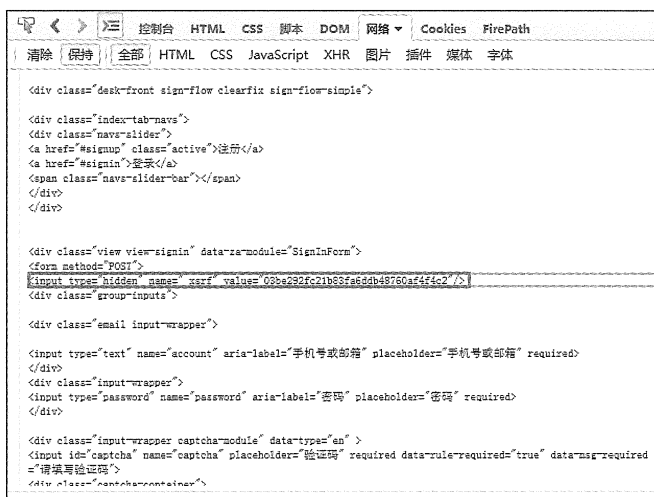 控制台 HTML CSS 脚本 DOM 网络 Cookies FirePath
清除 保持 全部 HTML CSS JavaScript XHR 图片 插件 媒体 字体
<div class="desk-front sign-flow clearfix sign-flow-simple">
<div class="index-tab-navs">
<div class="navs-slider">
<a href="#signup" class="active">注册</a>
<a href="#signin">登录</a>
<span class="navs-slider-bar"></span>
</div>
</div>
<div class="view view-signin" data-za-module="SignInForm">
<form method="POST">
<input type="hidden" name="_xsrf" value="03be292fc21b83fa6ddb48760af4f4c2"/>
<div class="group-inputs">
<div class="email input-wrapper">
<input type="text" name="account" aria-label="手机号或邮箱" placeholder="手机号或邮箱" required>
</div>
<div class="input-wrapper">
<input type="password" name="password" aria-label="密码" placeholder="密码" required>
</div>
<div class="input-wrapper captcha-module" data-type="en" >
<input id="captcha" name="captcha" placeholder="验证码" required data-rule-required="true" data-msg-required
="请填写验证码">
<div class="captcha-container">